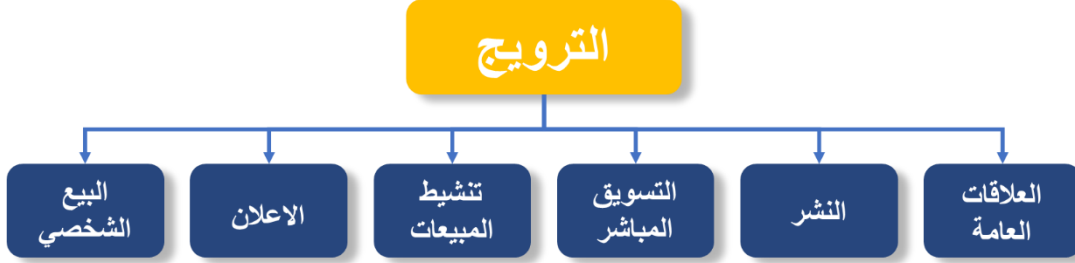 الترويج
العلاقات
العامة
النشر
التسويق
المباشر
تنشيط
المبيعات
الاعلان
البيع
الشخصي